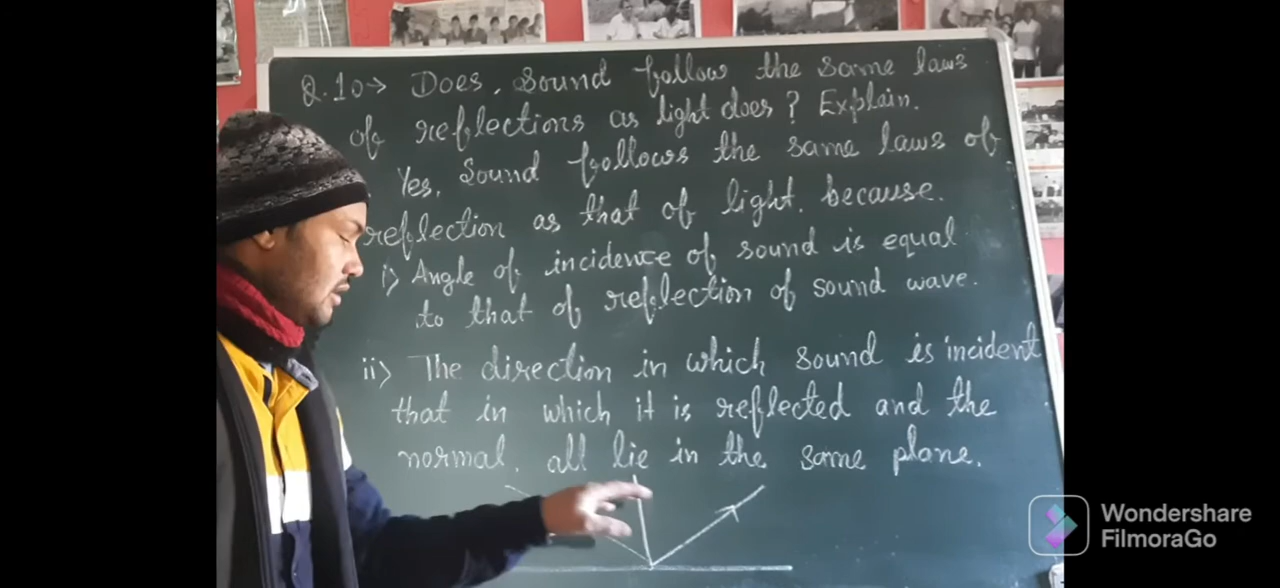 Q.10→ Does, Sound follow the same laws
of reflections as light does? Explain.
Yes, Sound follows the same laws of
reflection as that of light. because.
i> Angle of incidence of sound is equal
to that of reflection of sound wave.
ii> The direction in which sound is incident
that in which it is reflected and the
normal. all lie in the same plane.
Wondershare
FilmoraGo